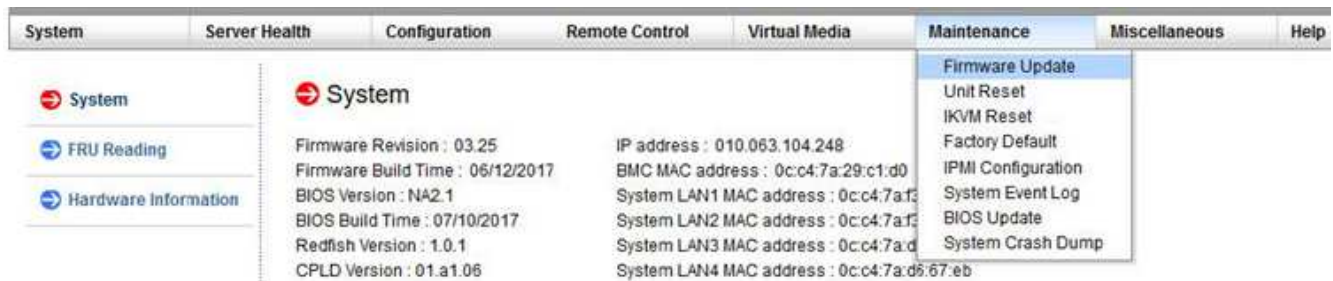 System Server Health Configuration Remote Control Virtual Media Maintenance Miscellaneous Help
Firmware Update
Unit Reset
IKVM Reset
Factory Default
IPMI Configuration
System Event Log
BIOS Update
System Crash Dump
System
FRU Reading
Hardware Information
System
Firmware Revision : 03.25
Firmware Build Time : 06/12/2017
BIOS Version : NA2.1
BIOS Build Time : 07/10/2017
Redfish Version : 1.0.1
CPLD Version : 01.a1.06
IP address : 010.063.104.248
BMC MAC address : 0c:c4:7a:29:c1:d0
System LAN1 MAC address : 0c:c4:7a:f3
System LAN2 MAC address : 0c:c4:7a:f3
System LAN3 MAC address : 0c:c4:7a:d
System LAN4 MAC address : 0c:c4:7a:d6:67:eb